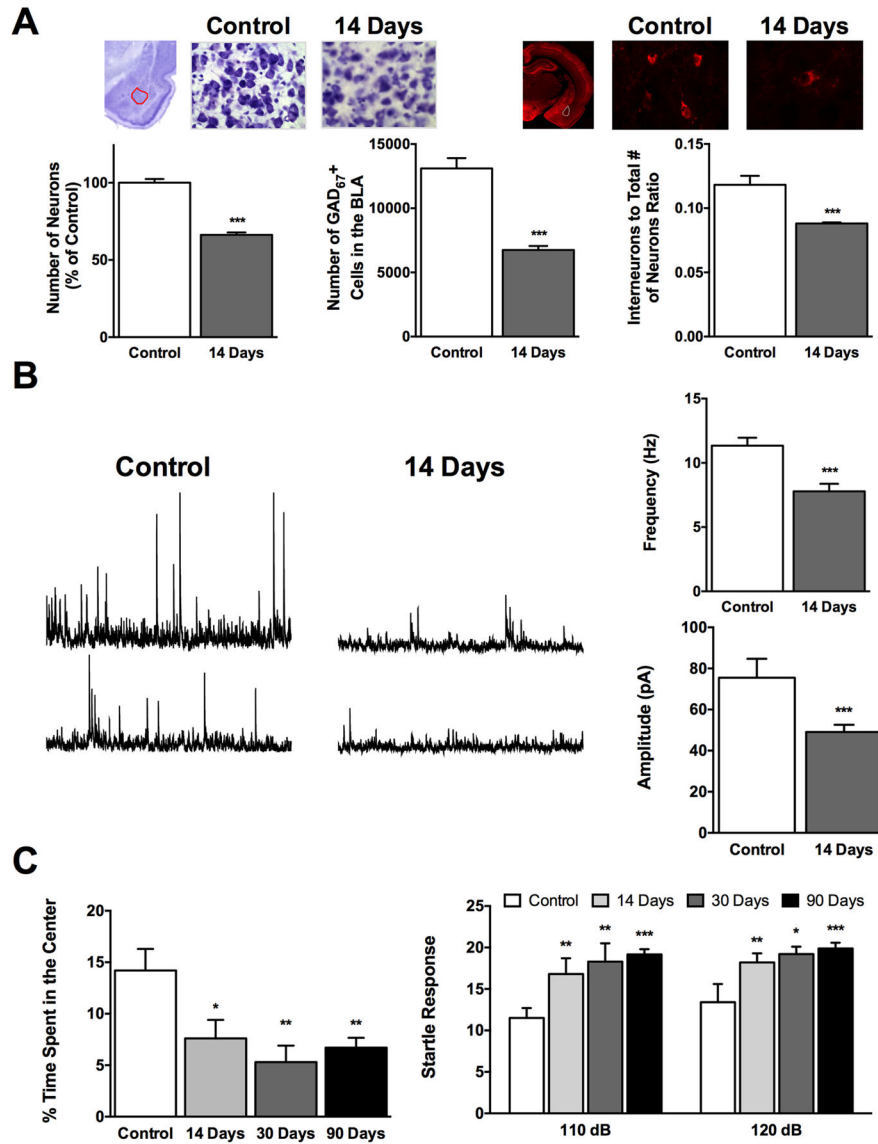 A
Control 14 Days
Control 14 Days
Number of Neurons
(% of Control)
100
50
0
***
Control 14 Days
Number of GAD67+
Cells in the BLA
15000
10000
5000
0
***
Control 14 Days
Interneurons to Total #
of Neurons Ratio
0.15
0.10
0.05
0.00
***
Control 14 Days
B
Control 14 Days
Frequency (Hz)
15
10
5
0
***
Control 14 Days
Amplitude (pA)
100
80
60
40
20
0
***
Control 14 Days
C
% Time Spent in the Center
20
15
10
5
0
* ** **
Control 14 Days 30 Days 90 Days
Control 14 Days 30 Days 90 Days
Startle Response
25
20
15
10
5
0
** ** *** ** * ***
110 dB 120 dB